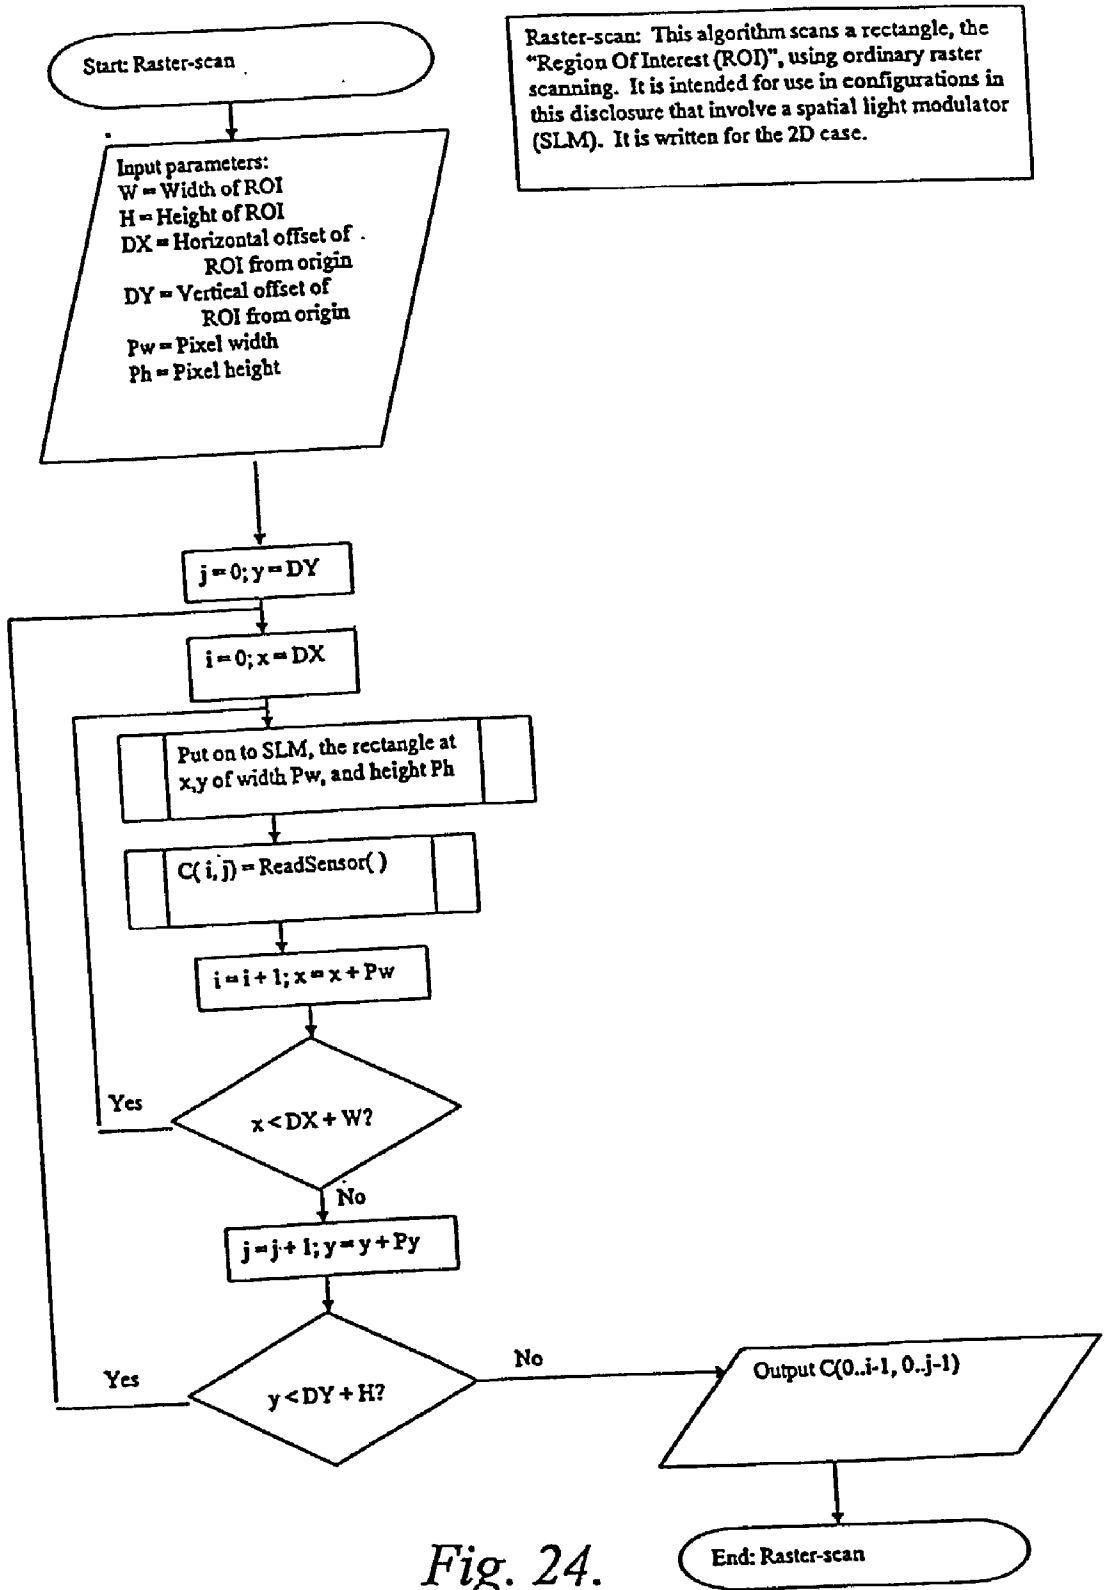 Start: Raster-scan
Raster-scan: This algorithm scans a rectangle, the
"Region Of Interest (ROI)", using ordinary raster
scanning. It is intended for use in configurations in
this disclosure that involve a spatial light modulator
(SLM). It is written for the 2D case.
Input parameters:
W = Width of ROI
H = Height of ROI
DX = Horizontal offset of
ROI from origin
DY = Vertical offset of
ROI from origin
Pw = Pixel width
Ph = Pixel height
j = 0; y = DY
i = 0; x = DX
Put on to SLM, the rectangle at
x,y of width Pw, and height Ph
C( i, j) = ReadSensor( )
i = i + 1; x = x + Pw
x < DX + W?
Yes
No
j = j + 1; y = y + Py
y < DY + H?
Yes
No
Output C(0..i-1, 0..j-1)
End: Raster-scan
Fig. 24.